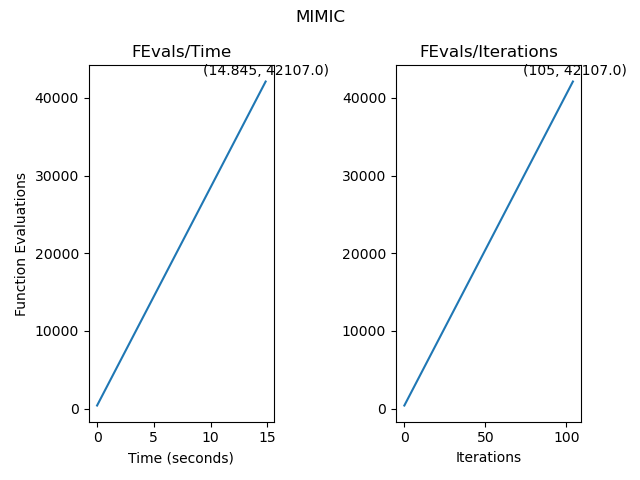 MIMIC
FEvals/Time
(14.845, 42107.0)
40000
30000
20000
10000
0
Function Evaluations
0 5 10 15
Time (seconds)
FEvals/Iterations
(105, 42107.0)
40000
30000
20000
10000
0
0 50 100
Iterations